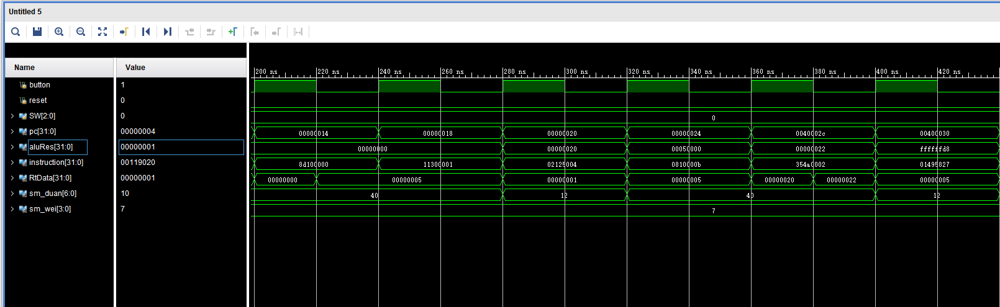 Untitled 5
Name Value
button 1
reset 0
SW[2:0] 0
pc[31:0] 00000004
aluRes[31:0] 00000001
instruction[31:0] 00119020
RtData[31:0] 00000001
sm_duan[6:0] 10
sm_wei[3:0] 7
200 ns 220 ns 240 ns 260 ns 280 ns 300 ns 320 ns 340 ns 360 ns 380 ns 400 ns 420 ns
0
00000014 00000018 00000020 00000024 0040002c 00400030
00000000 00000020 00050000 00000022 ffffffd8
8d100000 11300001 02125004 0810000b 354a0002 01495827
00000000 00000005 00000001 00000005 00000020 00000022 00000005
40 12 40 12
7